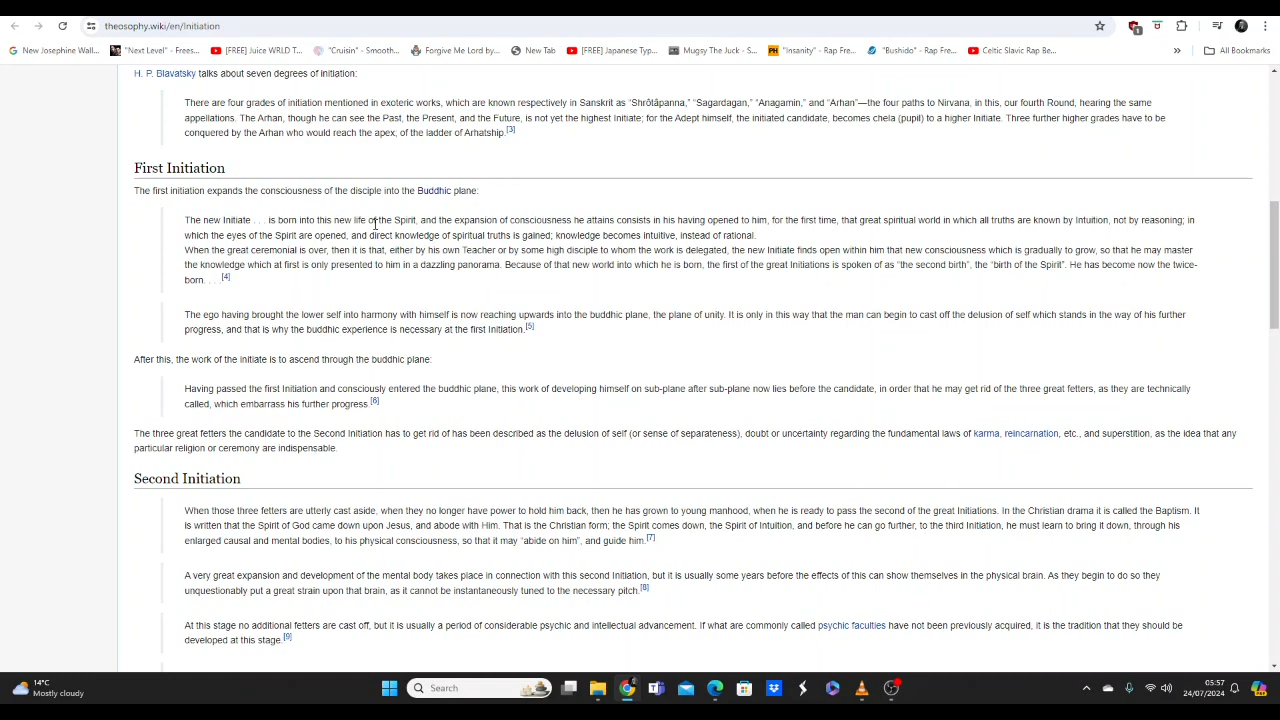 theosophy.wiki/en/Initiation
New Josephine Wall...
"Next Level" - Frees...
[FREE] Juice WRLD T...
"Cruisin" - Smooth...
Forgive Me Lord by...
New Tab
[FREE] Japanese Typ...
Mugsy The Juck - S...
"Insanity" - Rap Fre...
"Bushido" - Rap Fre...
Celtic Slavic Rap Be...
»
All Bookmarks
H. P. Blavatsky talks about seven degrees of initiation:
There are four grades of initiation mentioned in exoteric works, which are known respectively in Sanskrit as “Shrôtâpanna,” “Sagardagan,” “Anagamin,” and “Arhan”—the four paths to Nirvana, in this, our fourth Round, hearing the same
appellations. The Arhan, though he can see the Past, the Present, and the Future, is not yet the highest Initiate; for the Adept himself, the initiated candidate, becomes chela (pupil) to a higher Initiate. Three further higher grades have to be
conquered by the Arhan who would reach the apex; of the ladder of Arhatship.[3]
First Initiation
The first initiation expands the consciousness of the disciple into the Buddhic plane:
The new Initiate . . . is born into this new life of the Spirit, and the expansion of consciousness he attains consists in his having opened to him, for the first time, that great spiritual world in which all truths are known by Intuition, not by reasoning; in
which the eyes of the Spirit are opened, and direct knowledge of spiritual truths is gained; knowledge becomes intuitive, instead of rational.
When the great ceremonial is over, then it is that, either by his own Teacher or by some high disciple to whom the work is delegated, the new Initiate finds open within him that new consciousness which is gradually to grow, so that he may master
the knowledge which at first is only presented to him in a dazzling panorama. Because of that new world into which he is born, the first of the great Initiations is spoken of as “the second birth”, the “birth of the Spirit”. He has become now the twice-
born. . . .[4]
The ego having brought the lower self into harmony with himself is now reaching upwards into the buddhic plane, the plane of unity. It is only in this way that the man can begin to cast off the delusion of self which stands in the way of his further
progress, and that is why the buddhic experience is necessary at the first Initiation.[5]
After this, the work of the initiate is to ascend through the buddhic plane:
Having passed the first Initiation and consciously entered the buddhic plane, this work of developing himself on sub-plane after sub-plane now lies before the candidate, in order that he may get rid of the three great fetters, as they are technically
called, which embarrass his further progress.[6]
The three great fetters the candidate to the Second Initiation has to get rid of has been described as the delusion of self (or sense of separateness), doubt or uncertainty regarding the fundamental laws of karma, reincarnation, etc., and superstition, as the idea that any
particular religion or ceremony are indispensable.
Second Initiation
When those three fetters are utterly cast aside, when they no longer have power to hold him back, then he has grown to young manhood, when he is ready to pass the second of the great Initiations. In the Christian drama it is called the Baptism. It
is written that the Spirit of God came down upon Jesus, and abode with Him. That is the Christian form; the Spirit comes down, the Spirit of Intuition, and before he can go further, to the third Initiation, he must learn to bring it down, through his
enlarged causal and mental bodies, to his physical consciousness, so that it may “abide on him”, and guide him.[7]
A very great expansion and development of the mental body takes place in connection with this second Initiation, but it is usually some years before the effects of this can show themselves in the physical brain. As they begin to do so they
unquestionably put a great strain upon that brain, as it cannot be instantaneously tuned to the necessary pitch.[8]
At this stage no additional fetters are cast off, but it is usually a period of considerable psychic and intellectual advancement. If what are commonly called psychic faculties have not been previously acquired, it is the tradition that they should be
developed at this stage.[9]
14°C
Mostly cloudy
Search
05:57
24/07/2024